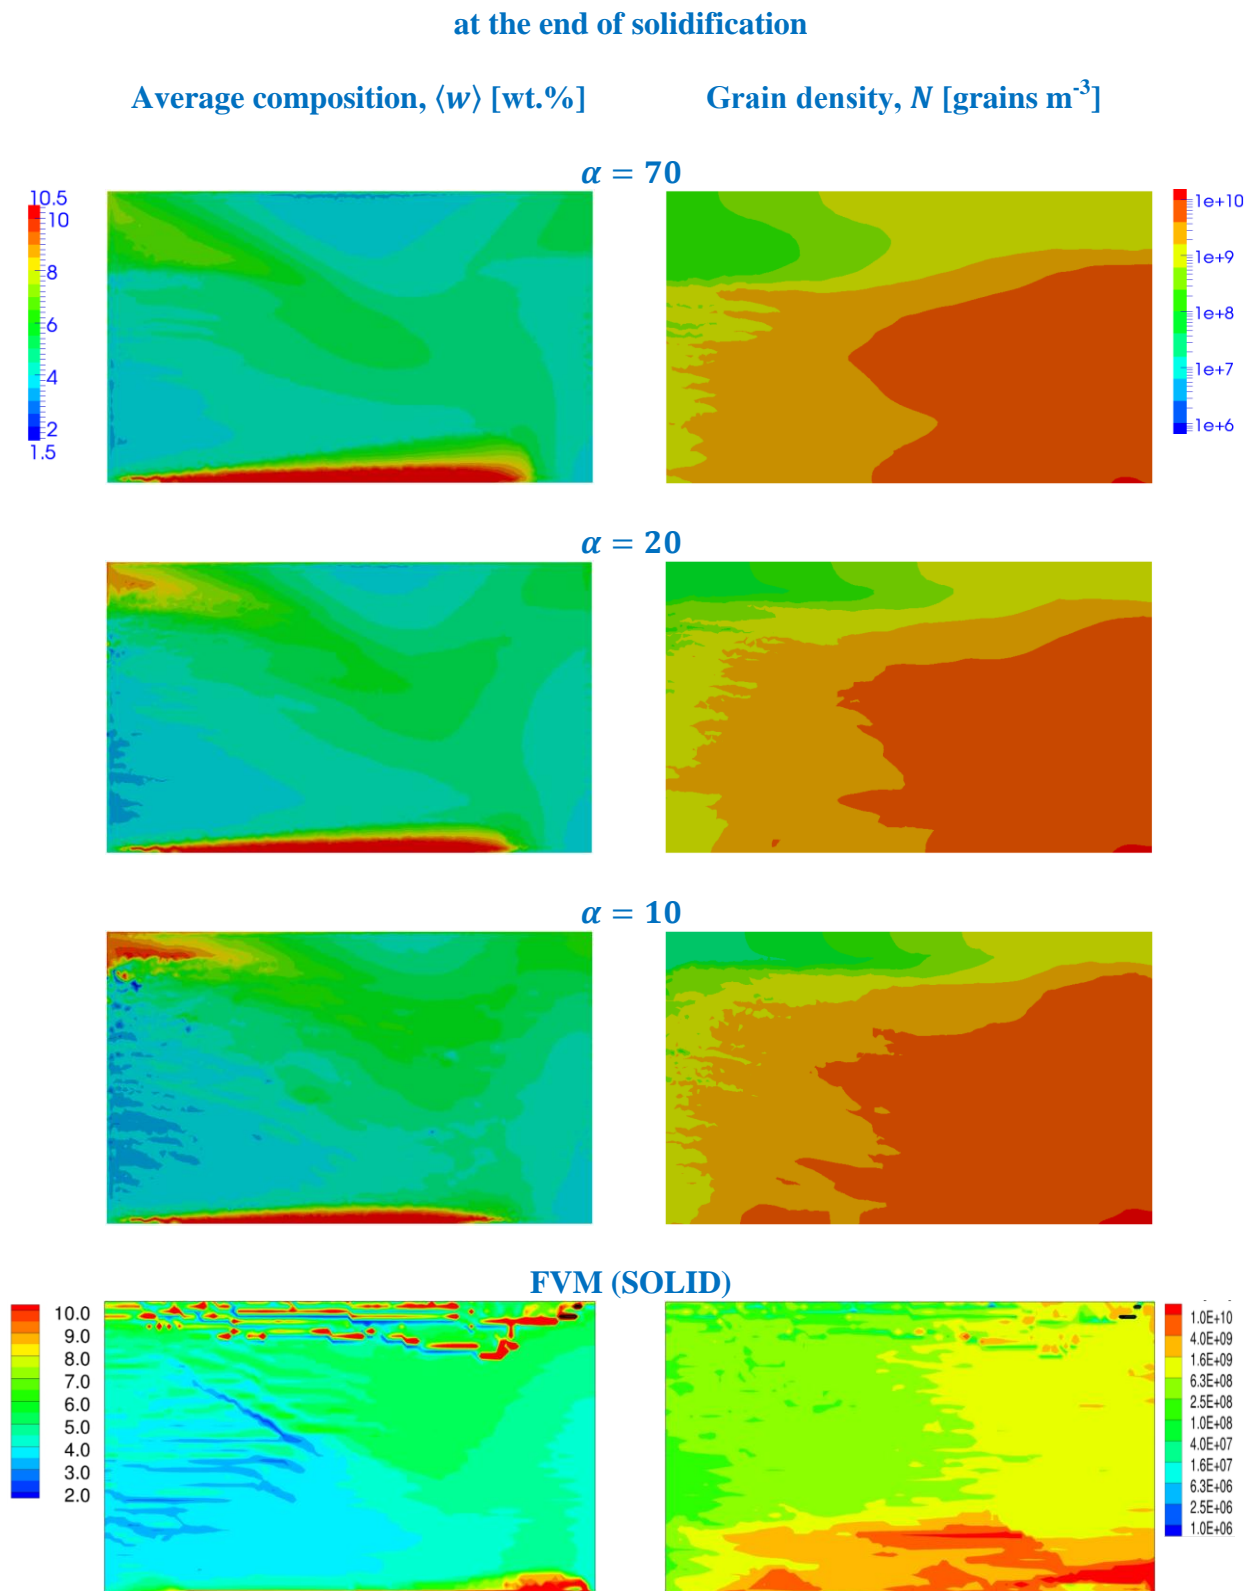 at the end of solidification
Average composition, ⟨w⟩ [wt.%]
Grain density, N [grains m⁻³]
α = 70
10.5
10
8
6
4
2
1.5
1e+10
1e+9
1e+8
1e+7
1e+6
α = 20
α = 10
FVM (SOLID)
10.0
9.0
8.0
7.0
6.0
5.0
4.0
3.0
2.0
1.0E+10
4.0E+09
1.6E+09
6.3E+08
2.5E+08
1.0E+08
4.0E+07
1.6E+07
6.3E+06
2.5E+06
1.0E+06